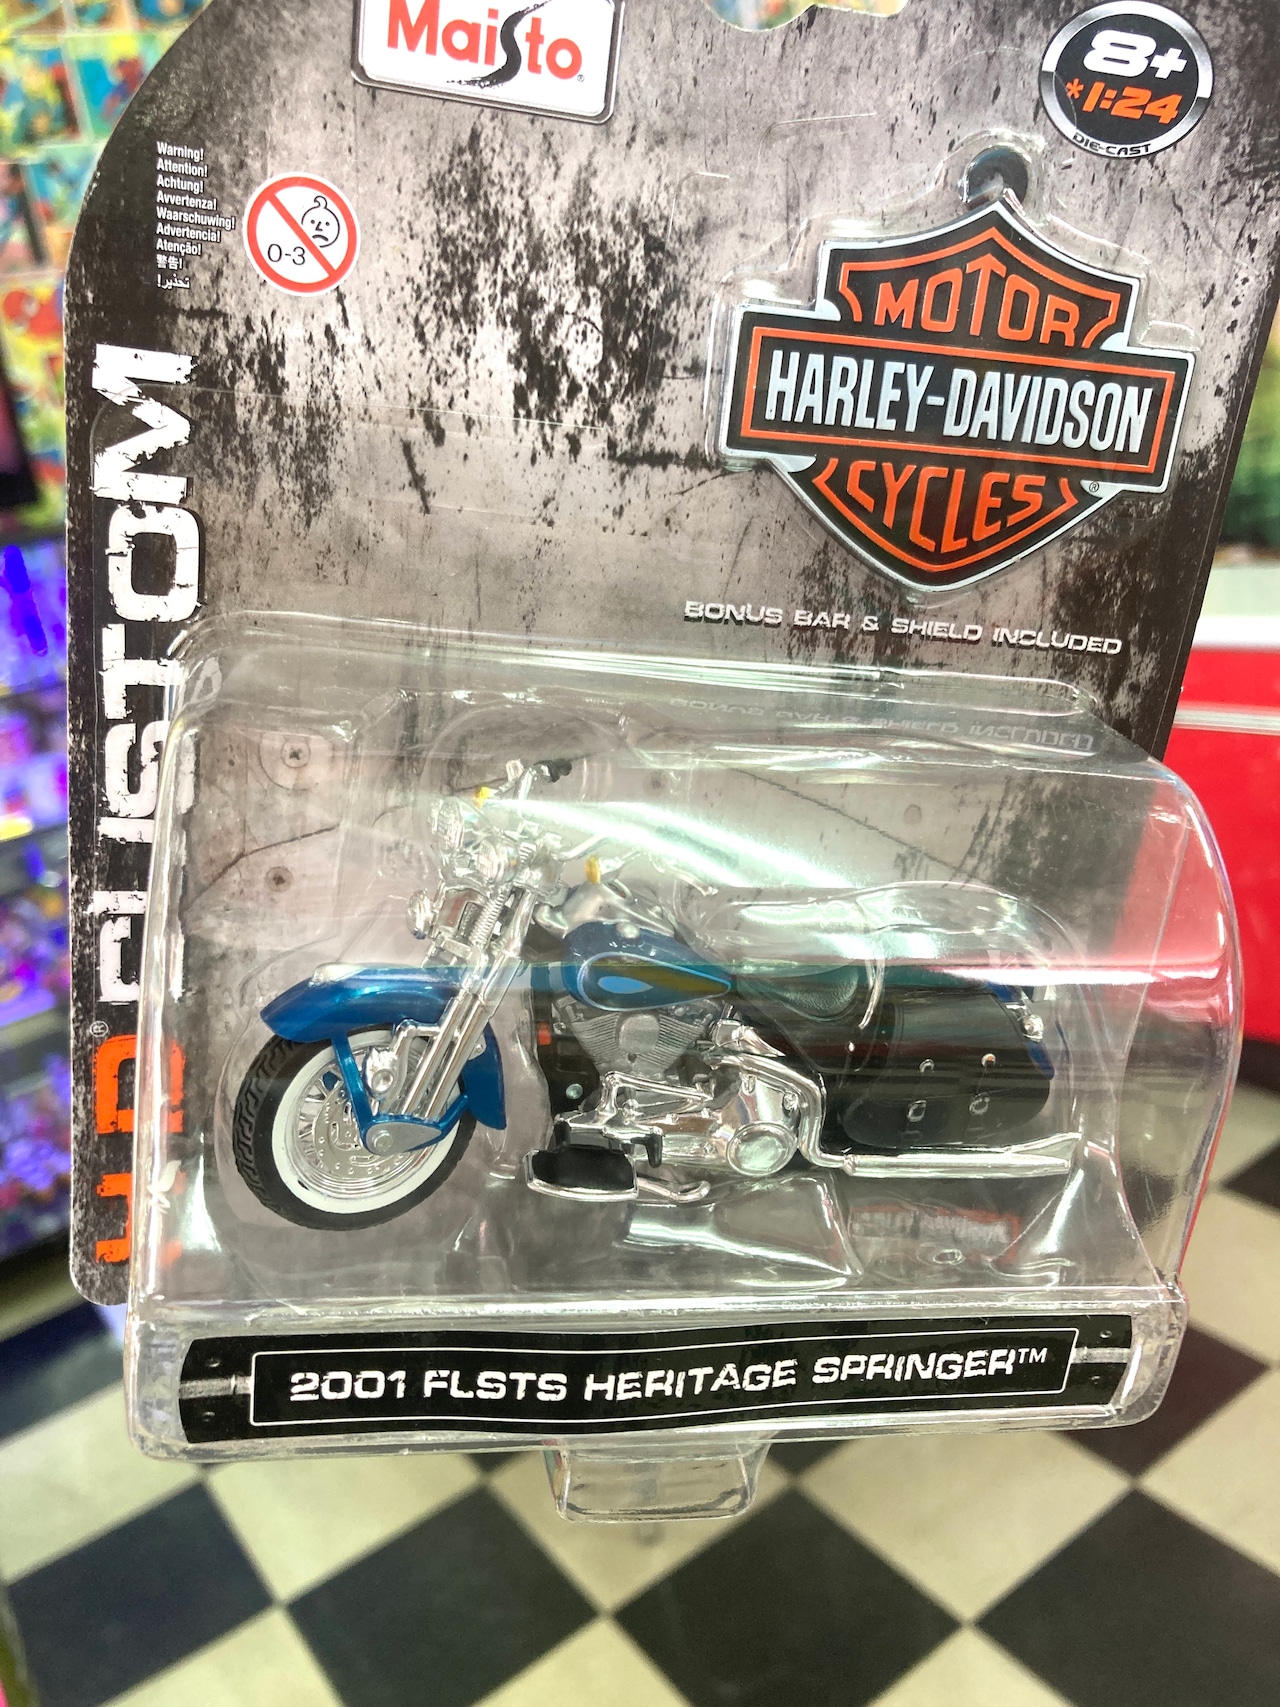 Maisto®
8+
*1:24
DIE-CAST
Warning!
Attention!
Achtung!
Avvertenza!
Waarschuwing!
Advertencia!
Atenção!
警告!
تحذير!
0-3
MOTOR
HARLEY-DAVIDSON
CYCLES
®
BONUS BAR & SHIELD INCLUDED
H-D® CUSTOM
2001 FLSTS HERITAGE SPRINGER™